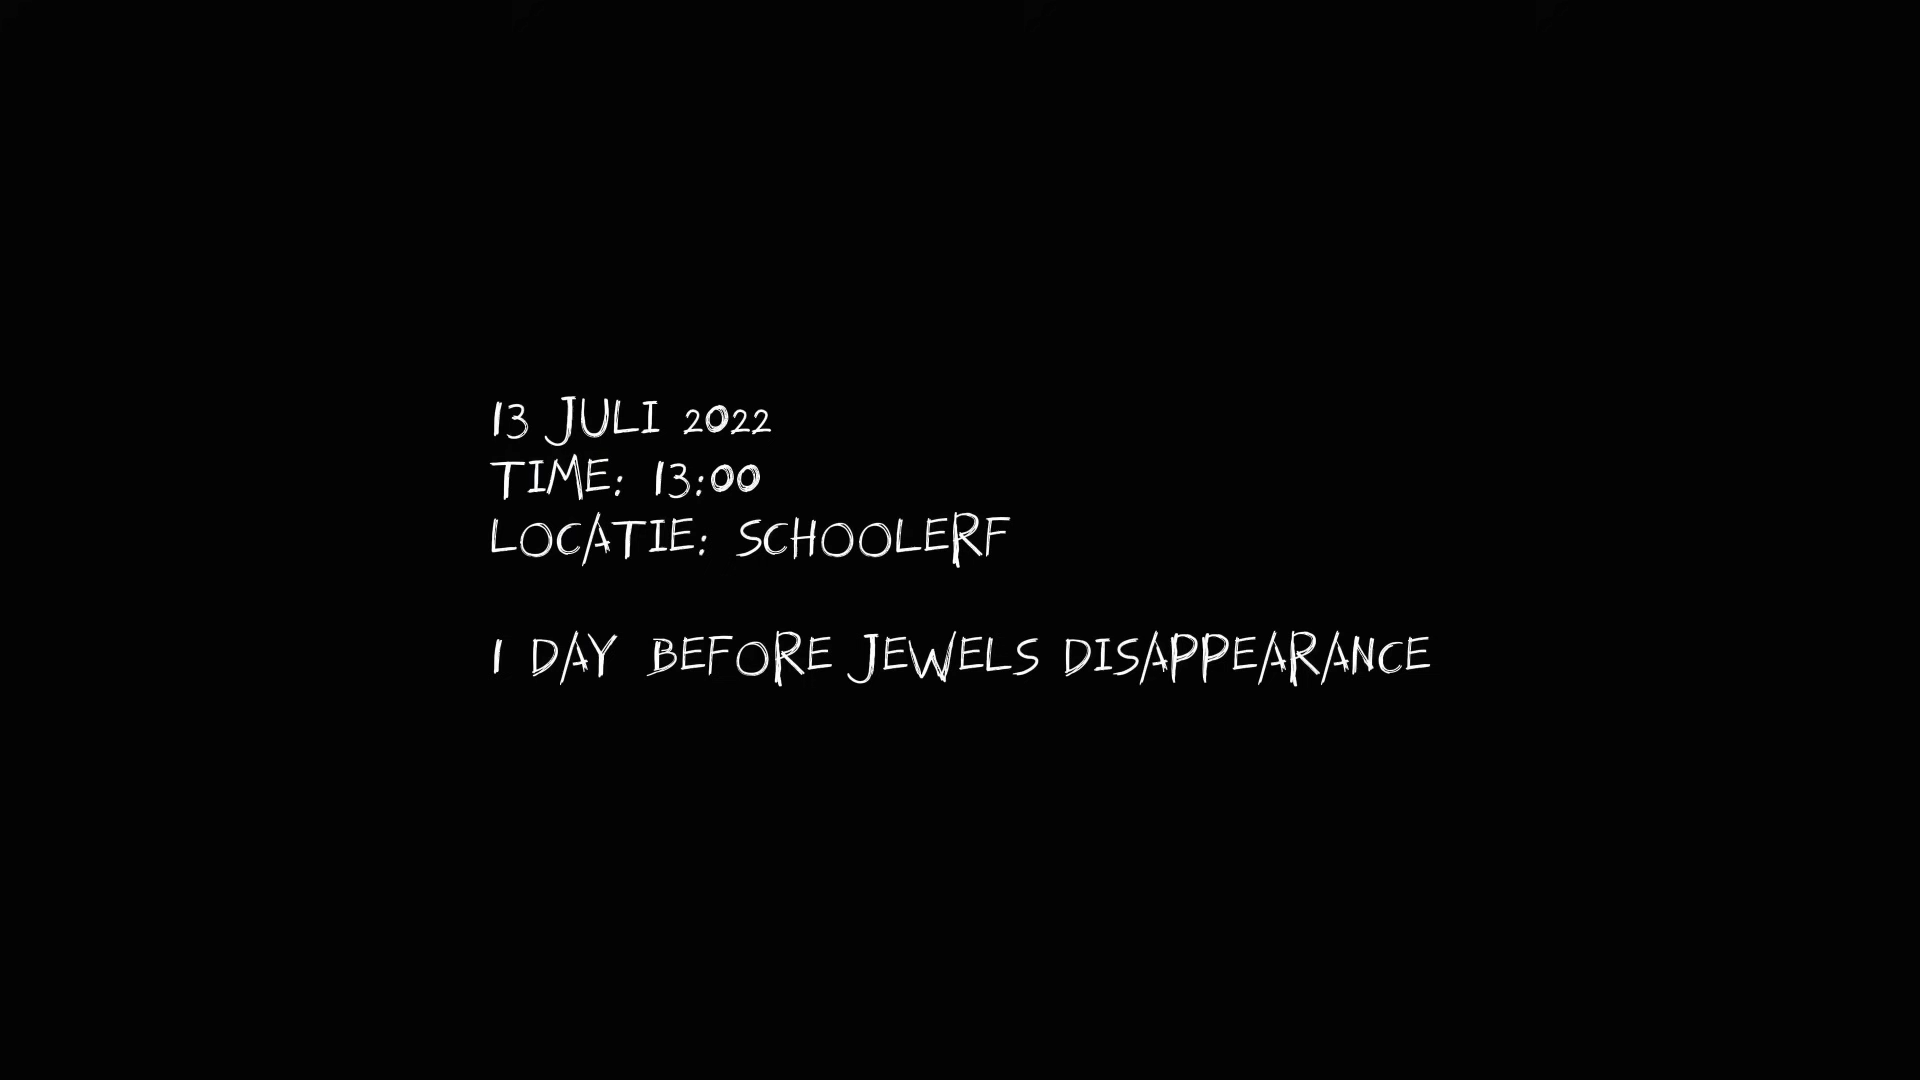 13 JULI 2022
TIME: 13:00
LOCATIE: SCHOOLERF
1 DAY BEFORE JEWELS DISAPPEARANCE